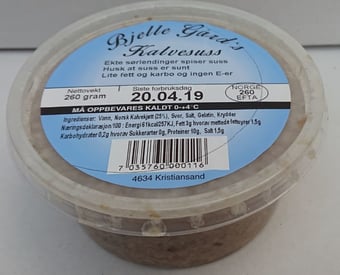 Bjelle Gård's
Kalvesuss
Ekte sørlendinger spiser suss
Husk at suss er sunt
Lite fett og karbo og ingen E-er
Nettovekt
260 gram
Siste forbruksdag
20.04.19
NORGE
260
EFTA
MÅ OPPBEVARES KALDT 0-+4°C
Ingredienser: Vann, Norsk Kalvekjøtt (25%), Svor, Salt, Gelatin, Krydder
Næringsdeklarasjon/100 : Energi 61kcal/257KJ, Fett 3g hvorav mettede fettsyrer 1,5g
Karbohydrater 0,2g hvorav Sukkerarter 0g, Proteiner 10g, Salt 1,5g
7 035760 000116
4634 Kristiansand